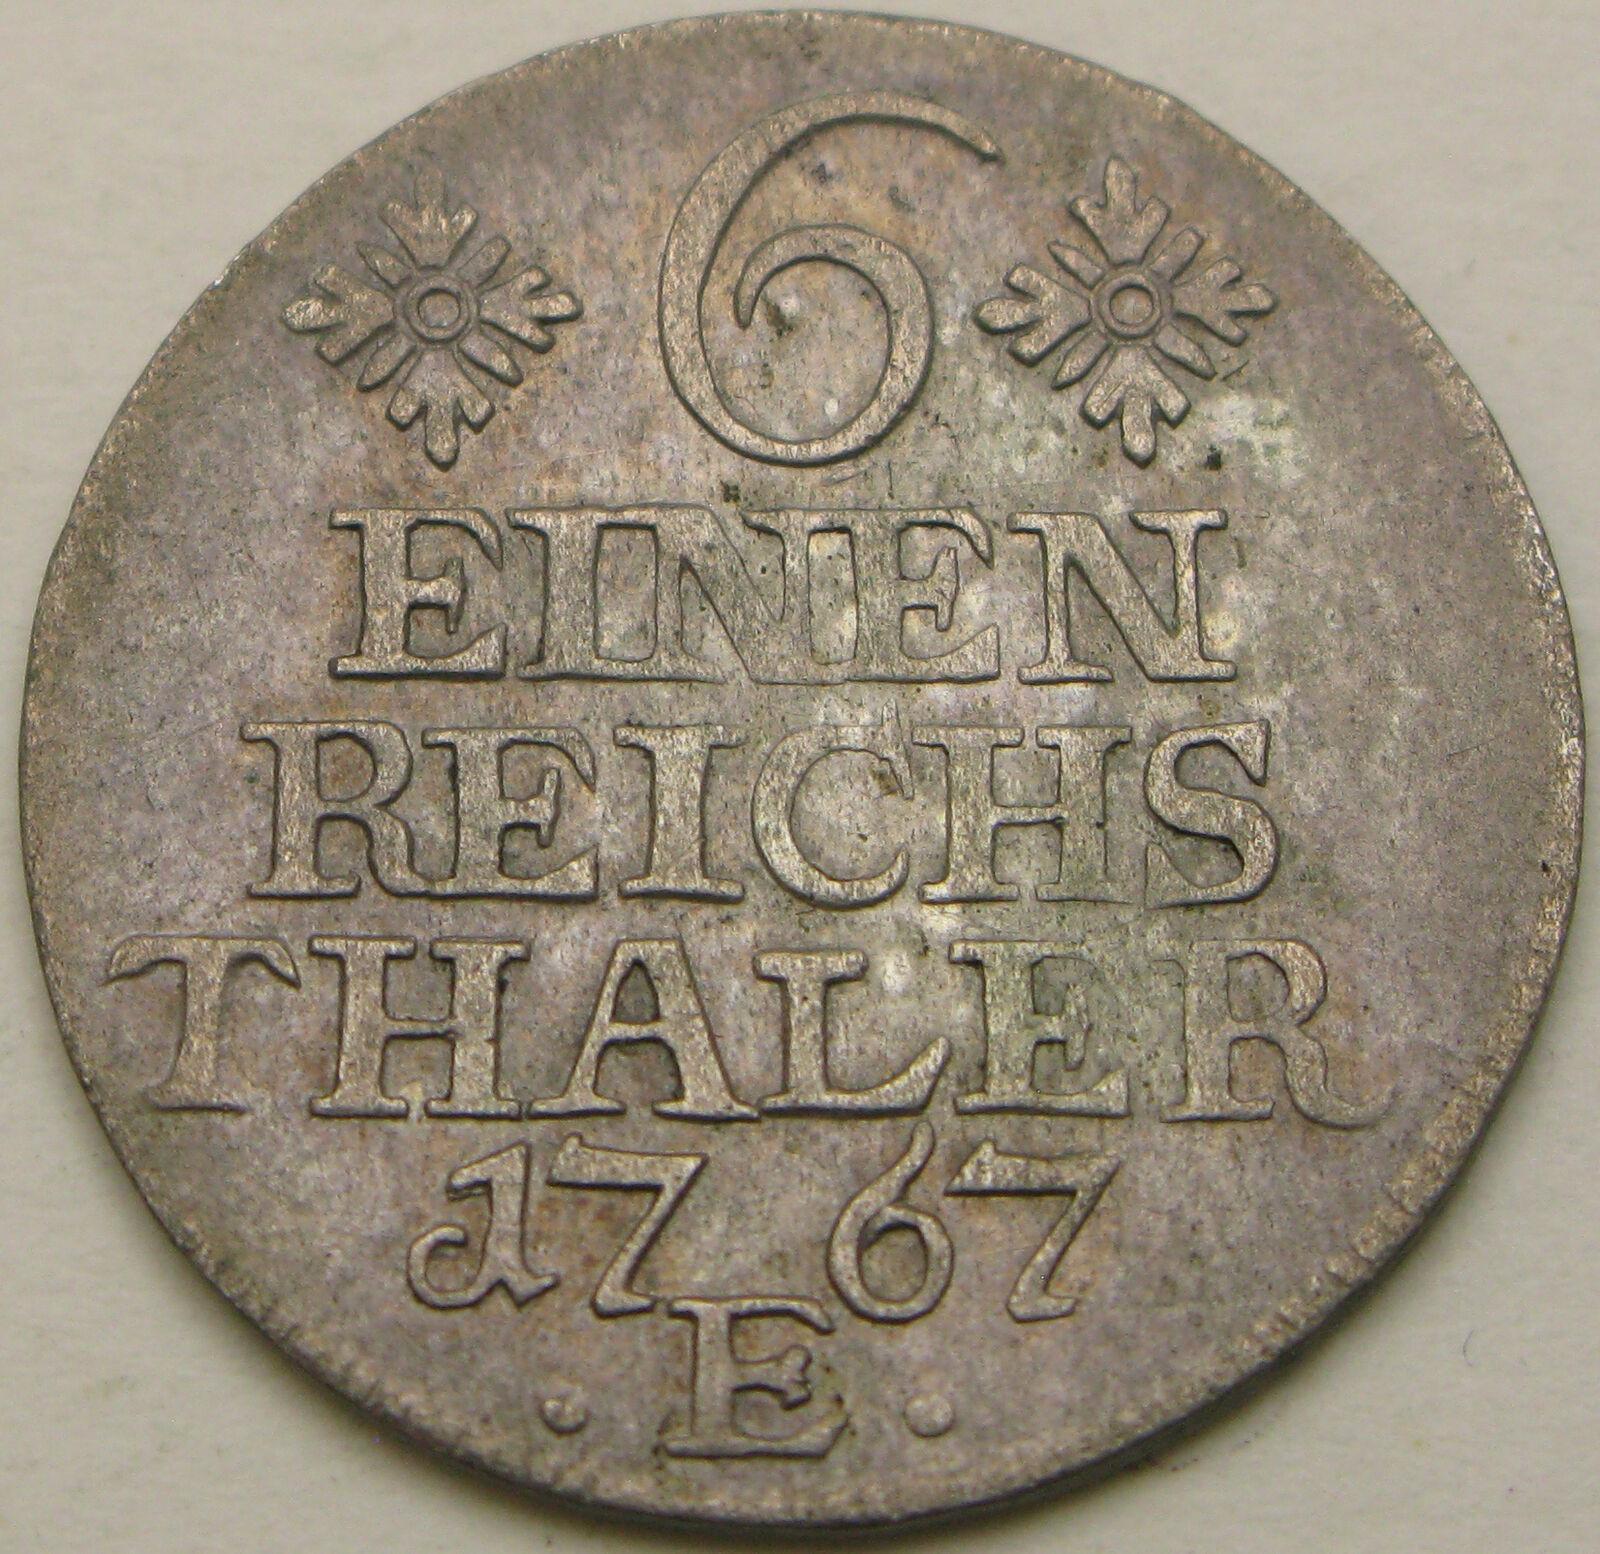 6
EINEN
REICHS
THALER
1767
· E ·